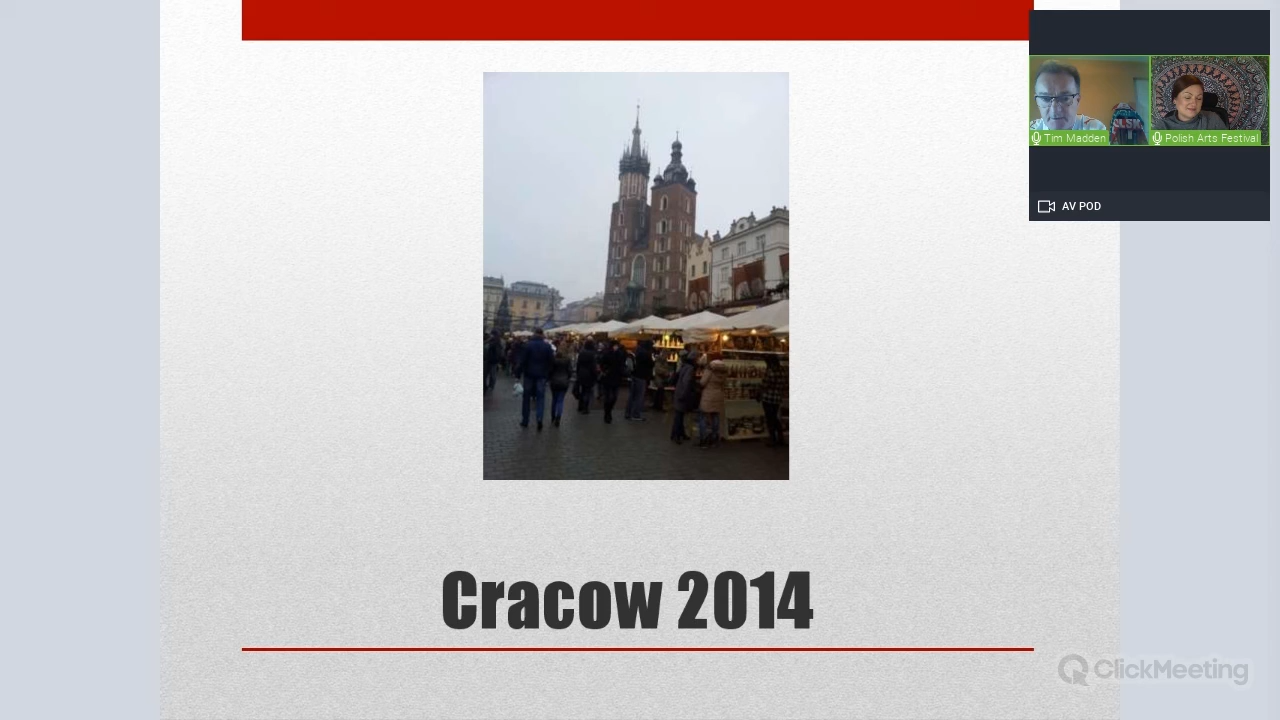 Tim Madden
Polish Arts Festival
AV POD
Cracow 2014
ClickMeeting